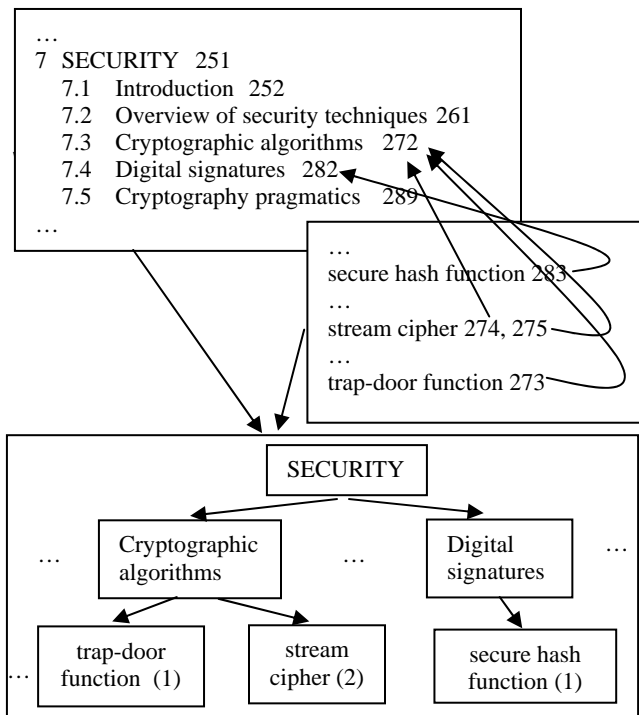 …
7 SECURITY 251
7.1 Introduction 252
7.2 Overview of security techniques 261
7.3 Cryptographic algorithms 272
7.4 Digital signatures 282
7.5 Cryptography pragmatics 289
…
…
secure hash function 283
…
stream cipher 274, 275
…
trap-door function 273
SECURITY
…
Cryptographic
algorithms
…
Digital
signatures
…
…
trap-door
function (1)
stream
cipher (2)
secure hash
function (1)